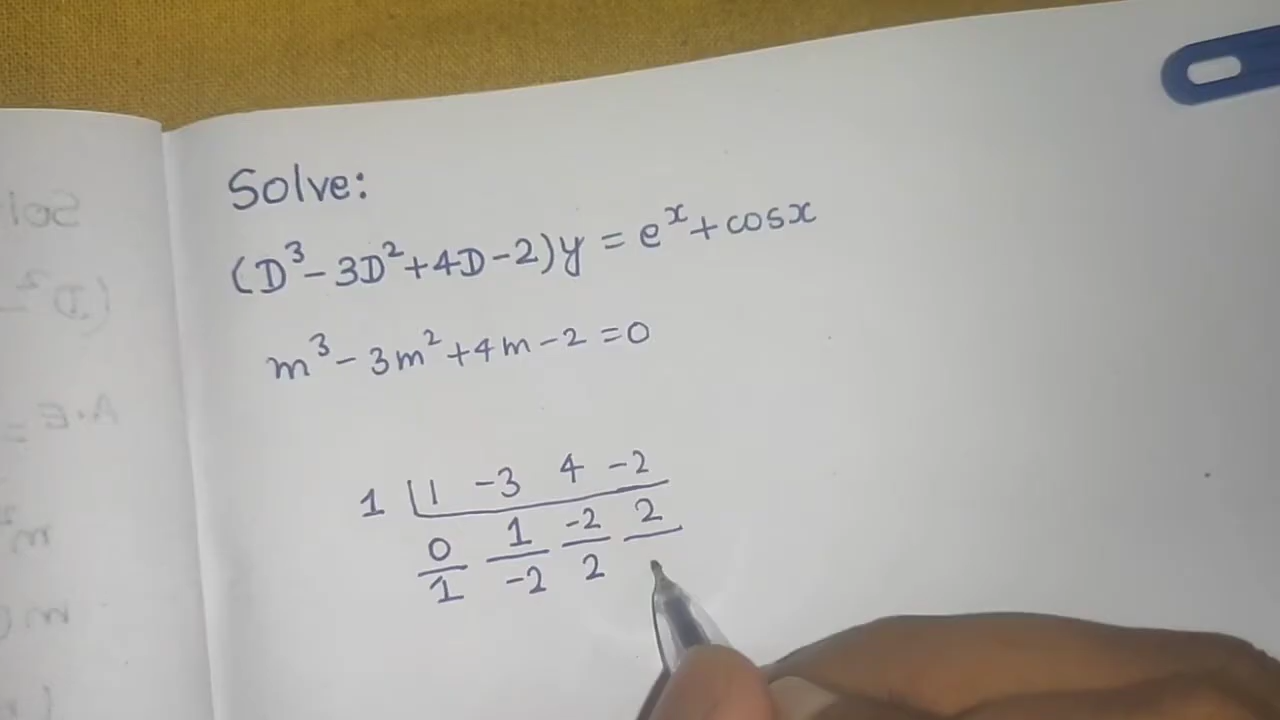 Solve:
(D³-3D²+4D-2)y = eˣ+cosx
m³-3m²+4m-2=0
1 | 1 -3 4 -2
0 1 -2 2
1 -2 2